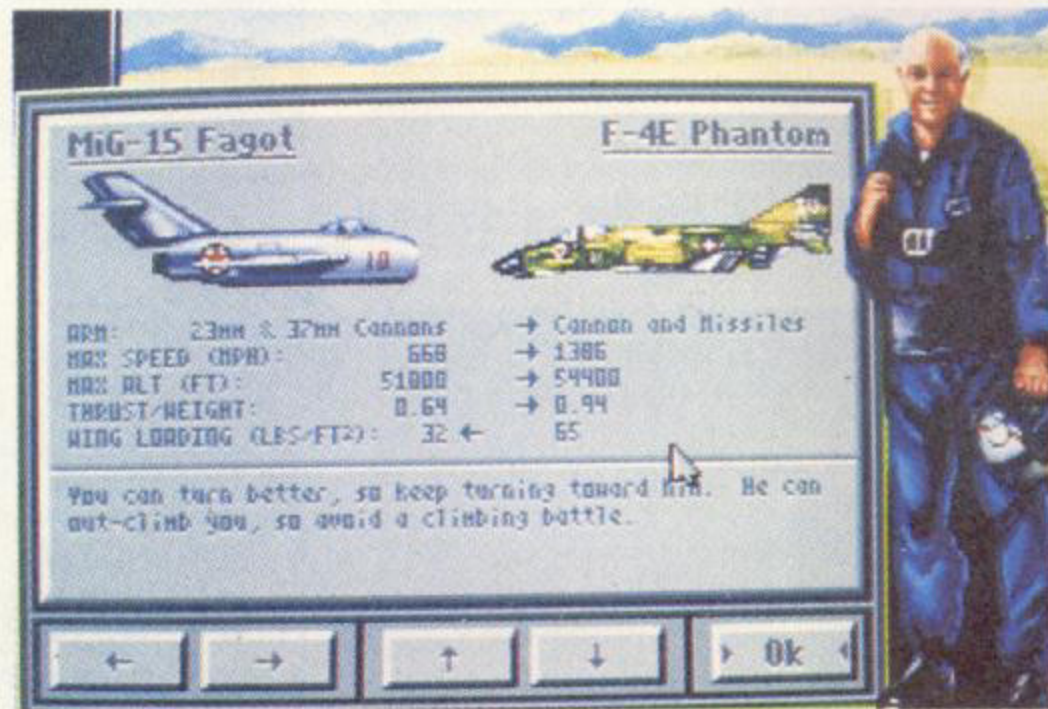 MiG-15 Fagot F-4E Phantom
10
ARM: 23mm & 37mm Cannons → Cannon and Missiles
MAX SPEED (MPH): 668 → 1386
MAX ALT (FT): 51000 → 54400
THRUST/WEIGHT: 0.64 → 0.94
WING LOADING (LBS/FT2): 32 ← 65
You can turn better, so keep turning toward him. He can
out-climb you, so avoid a climbing battle.
← → ↑ ↓ Ok